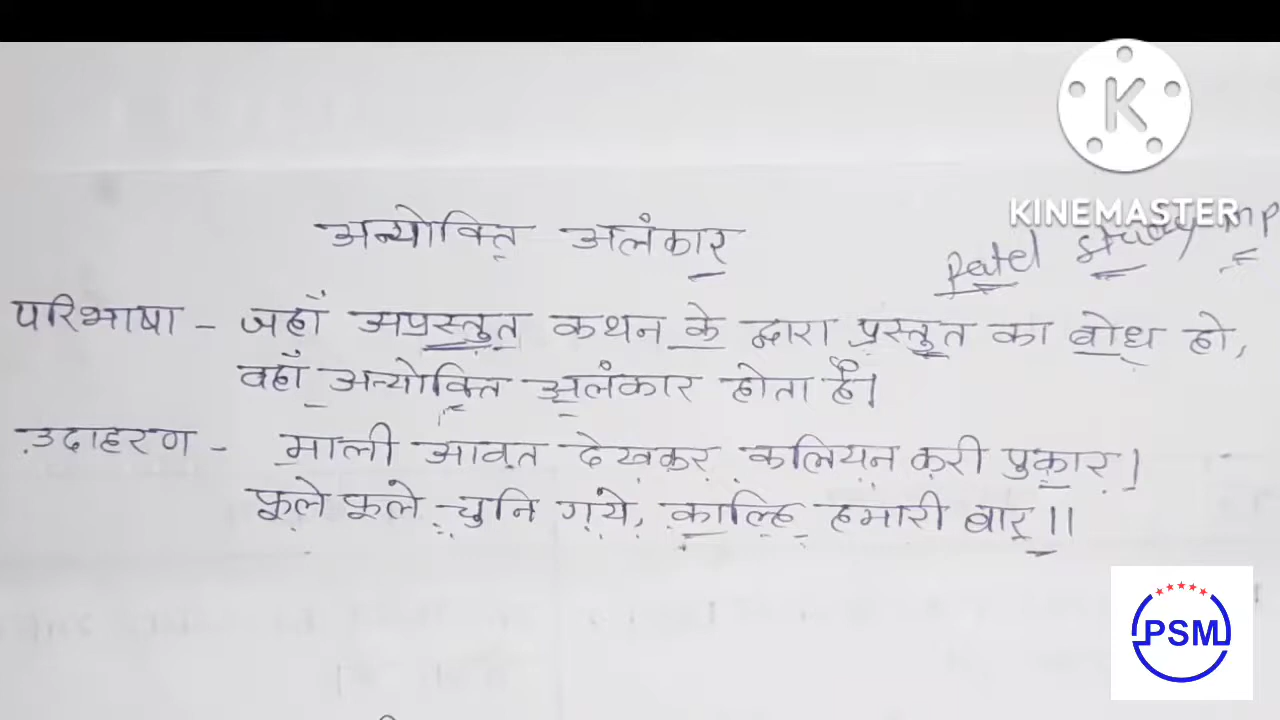 KINEMASTER
अन्योक्ति अलंकार
Patel study mp
परिभाषा - जहाँ अप्रस्तुत कथन के द्वारा प्रस्तुत का बोध हो,
वहाँ अन्योक्ति अलंकार होता है।
उदाहरण - माली आवत देखकर कलियन करी पुकार।
फूले फूले चुनि गये, काल्हि हमारी बार॥
PSM